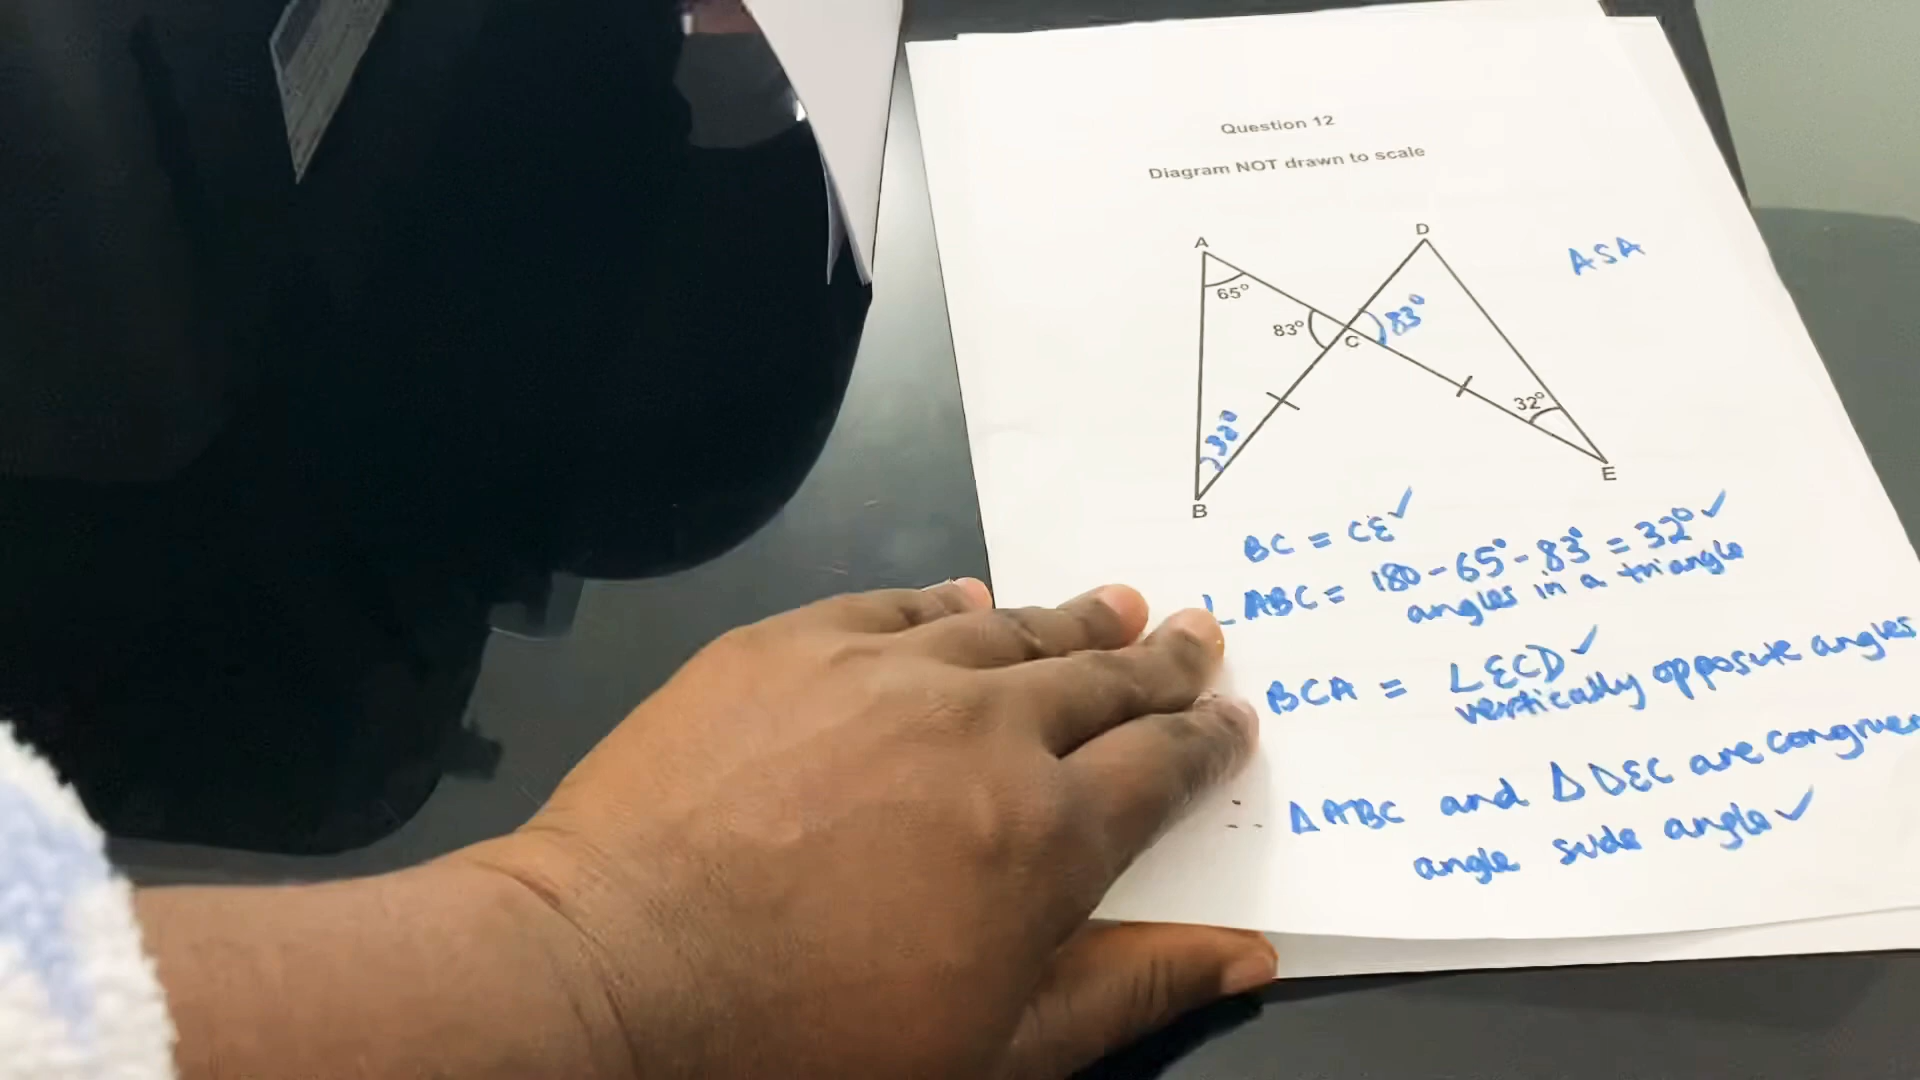 Question 12
Diagram NOT drawn to scale
A
D
ASA
65°
83°
83°
C
32°
32°
E
B
BC = CE ✓
∠ABC = 180 - 65° - 83° = 32° ✓
angles in a triangle
BCA = ∠ECD ✓
vertically opposite angles
∴ ΔABC and ΔDEC are congruen
angle side angle ✓